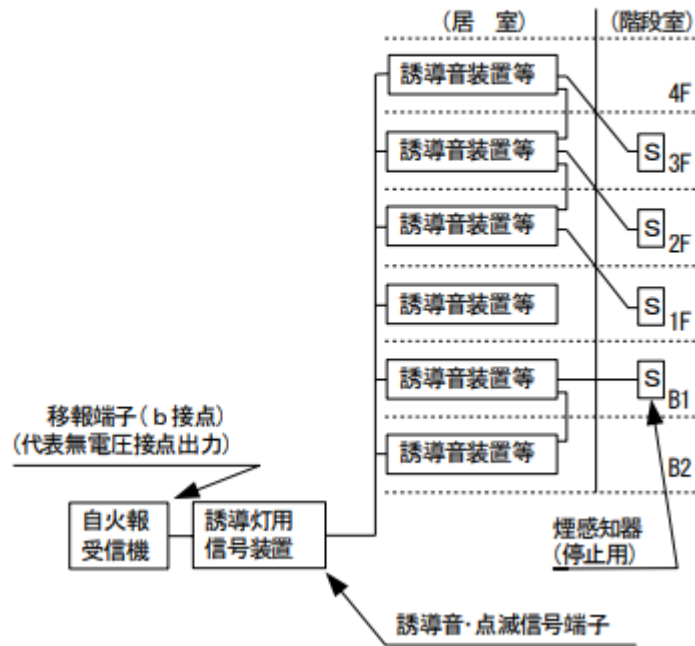 (居　室)
(階段室)
誘導音装置等
4F
誘導音装置等
S
3F
誘導音装置等
S
2F
誘導音装置等
S
1F
誘導音装置等
S
B1
誘導音装置等
B2
移報端子(ｂ接点)
(代表無電圧接点出力)
自火報
受信機
誘導灯用
信号装置
煙感知器
(停止用)
誘導音・点滅信号端子